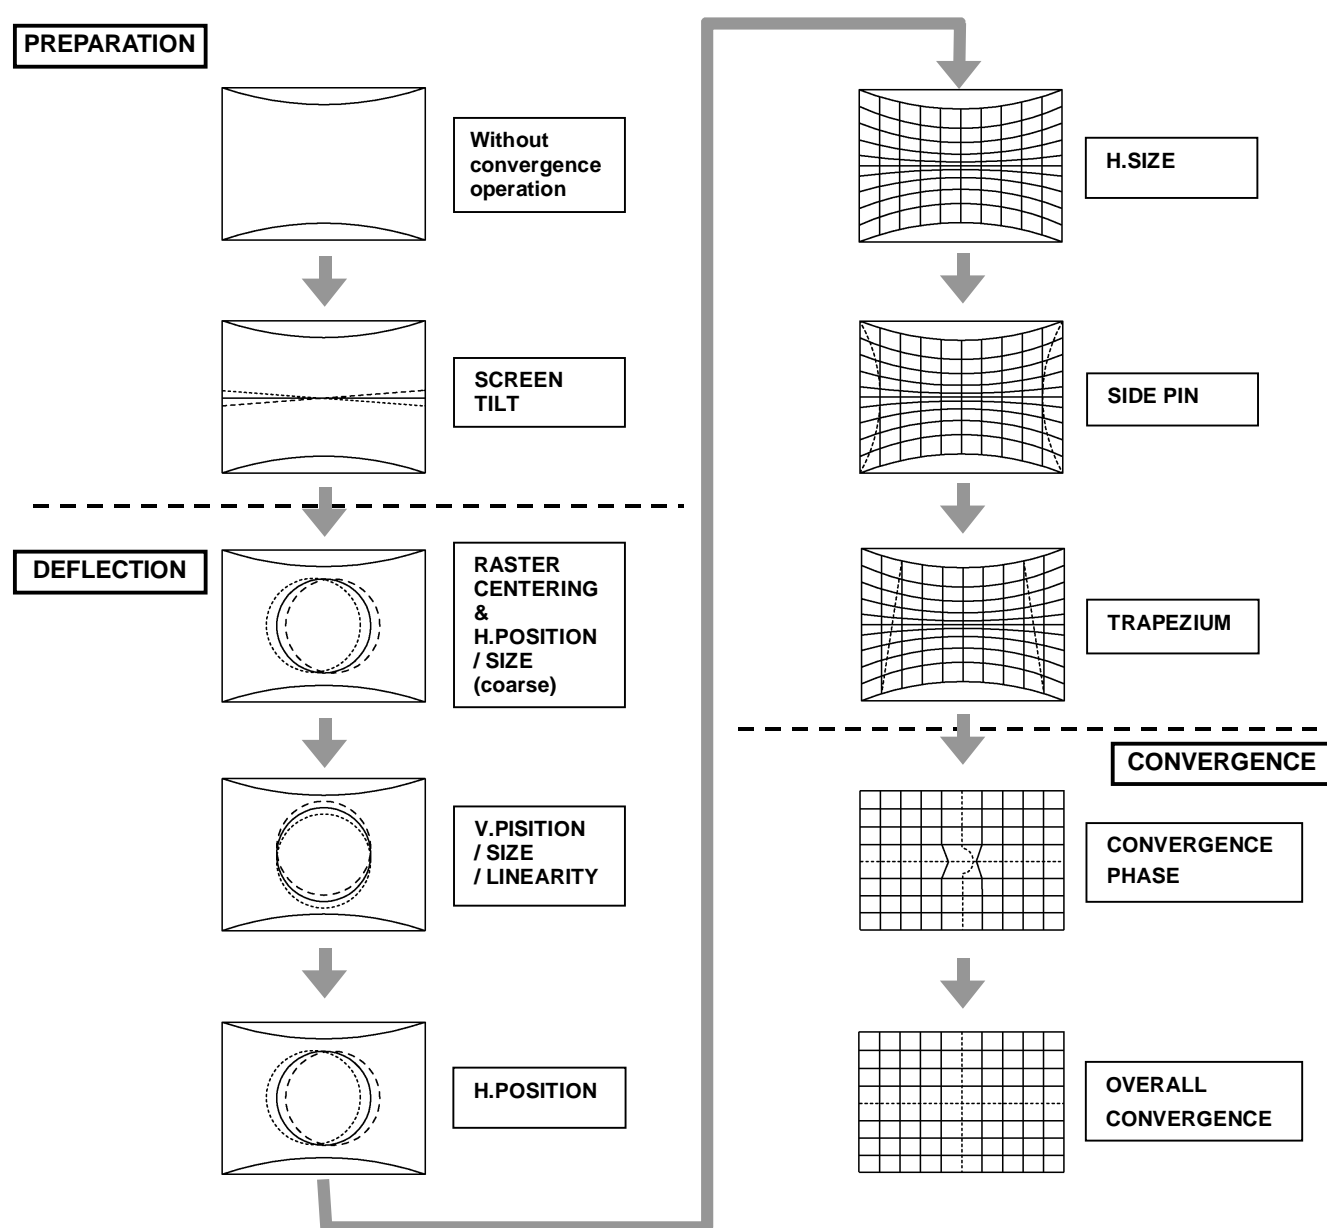 PREPARATION
Without
convergence
operation
SCREEN
TILT
DEFLECTION
RASTER
CENTERING
&
H.POSITION
/ SIZE
(coarse)
V.PISITION
/ SIZE
/ LINEARITY
H.POSITION
H.SIZE
SIDE PIN
TRAPEZIUM
CONVERGENCE
CONVERGENCE
PHASE
OVERALL
CONVERGENCE